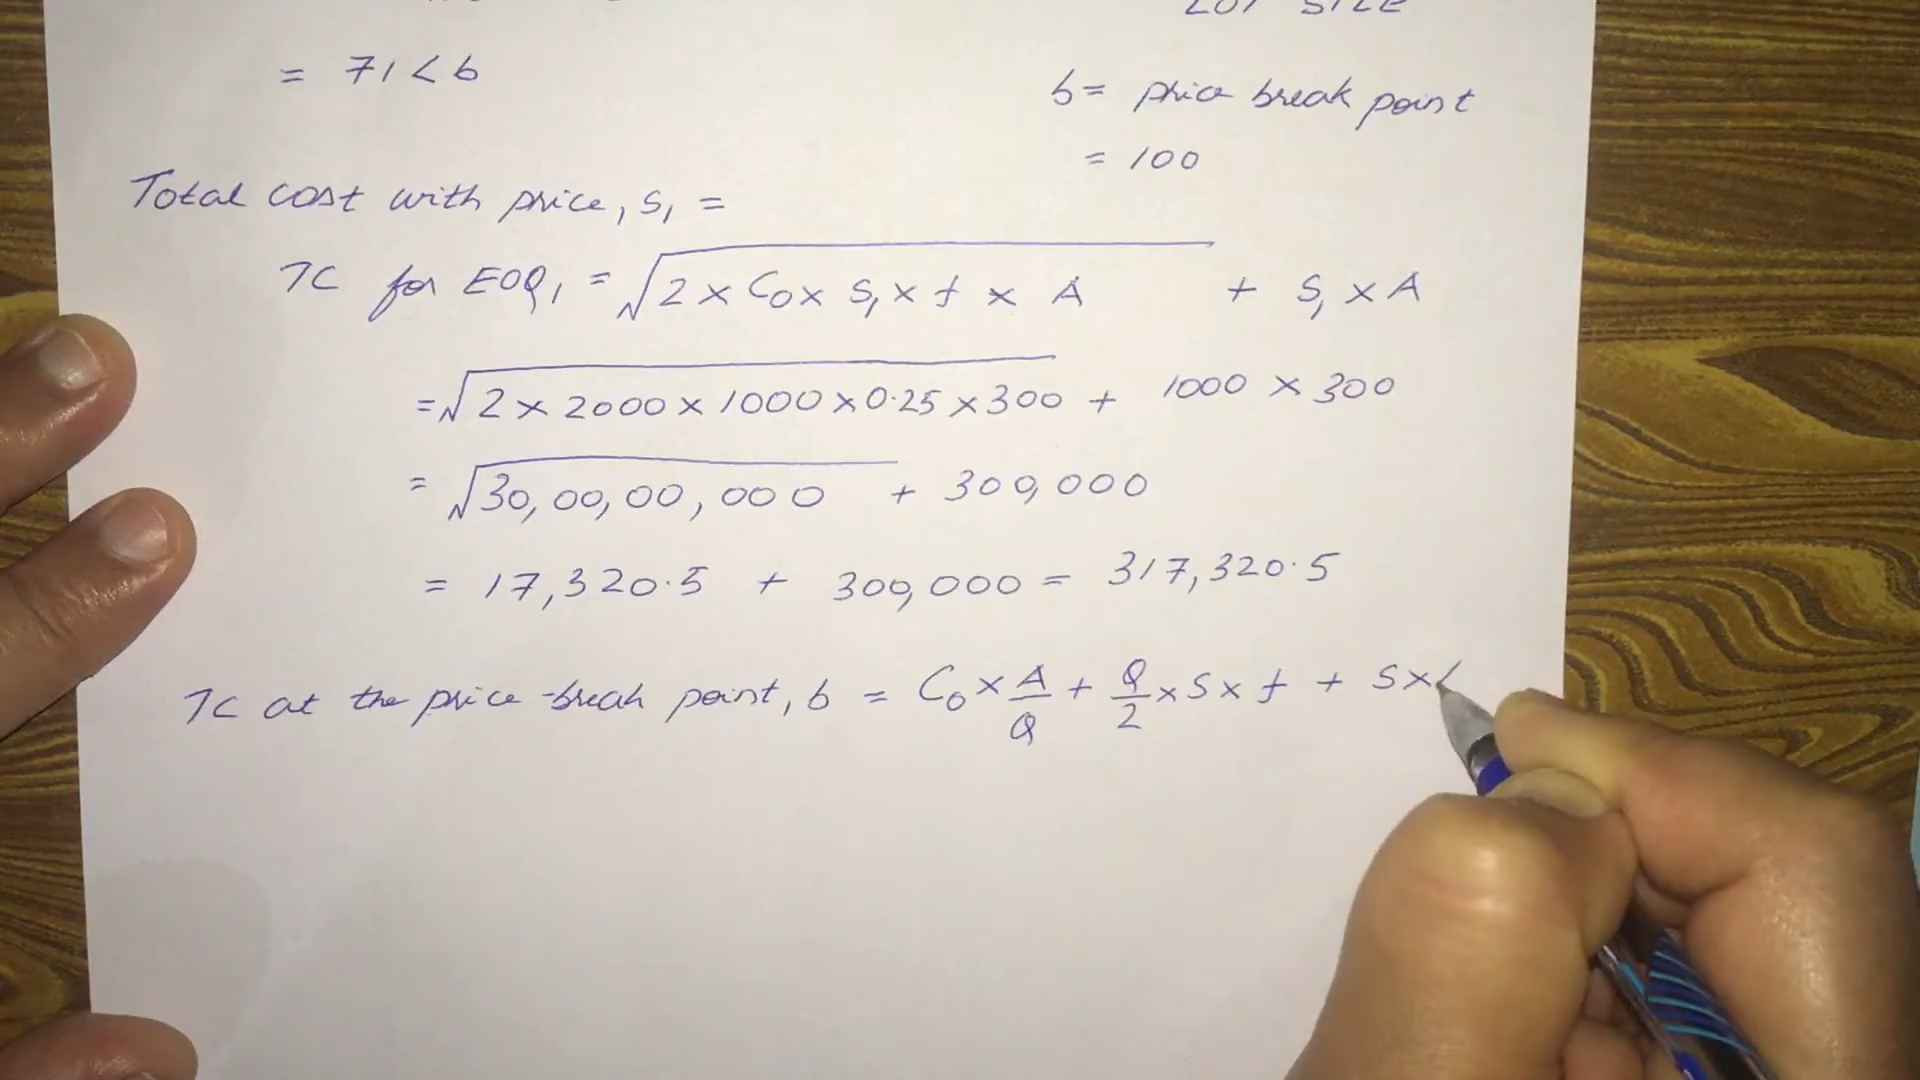 LOT SIZE
= 71 < b
b = price break point
= 100
Total cost with price, S₁ =
TC for EOQ₁ = √2 × C₀ × S₁ × f × A + S₁ × A
= √2 × 2000 × 1000 × 0.25 × 300 + 1000 × 300
= √30,00,00,000 + 300,000
= 17,320.5 + 300,000 = 317,320.5
TC at the price-break point, b = C₀ × A/Q + Q/2 × S × f + S ×